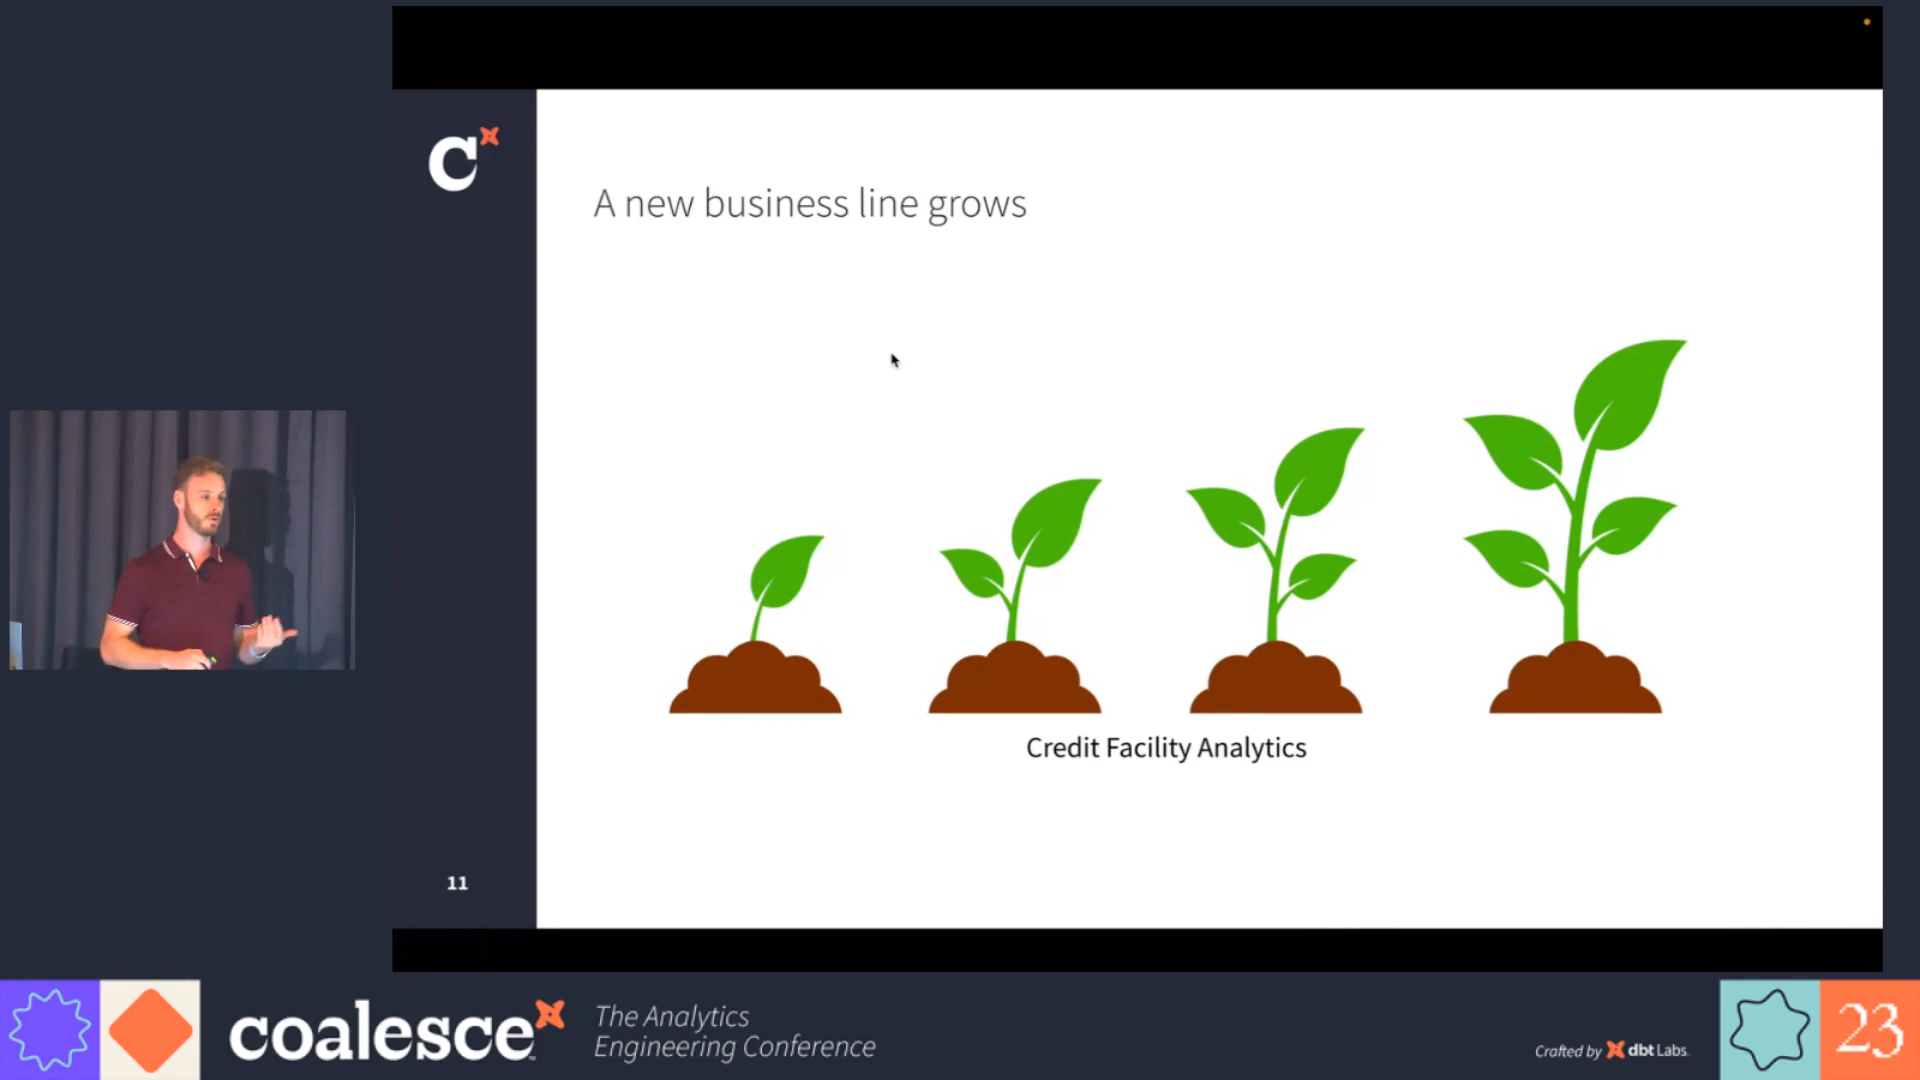 C
A new business line grows
Credit Facility Analytics
11
coalesce
The Analytics
Engineering Conference
Crafted by dbt Labs.
23